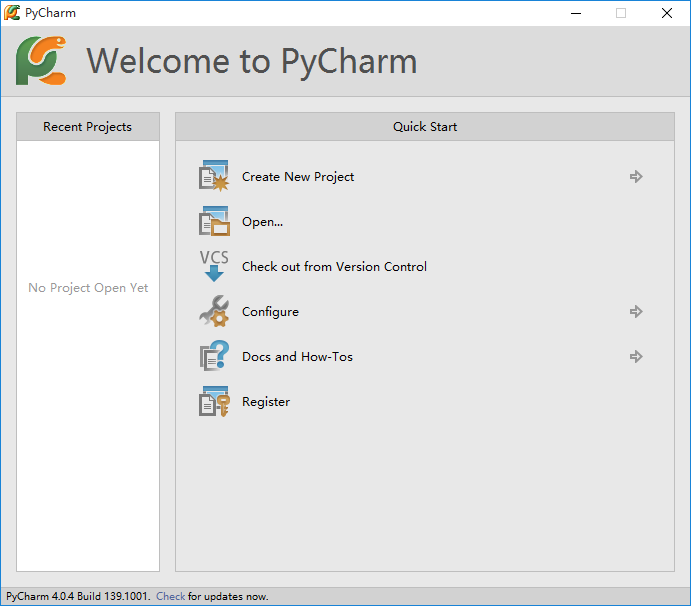 PyCharm
Welcome to PyCharm
Recent Projects
Quick Start
No Project Open Yet
Create New Project
Open...
VCS
Check out from Version Control
Configure
Docs and How-Tos
Register
PyCharm 4.0.4 Build 139.1001. Check for updates now.